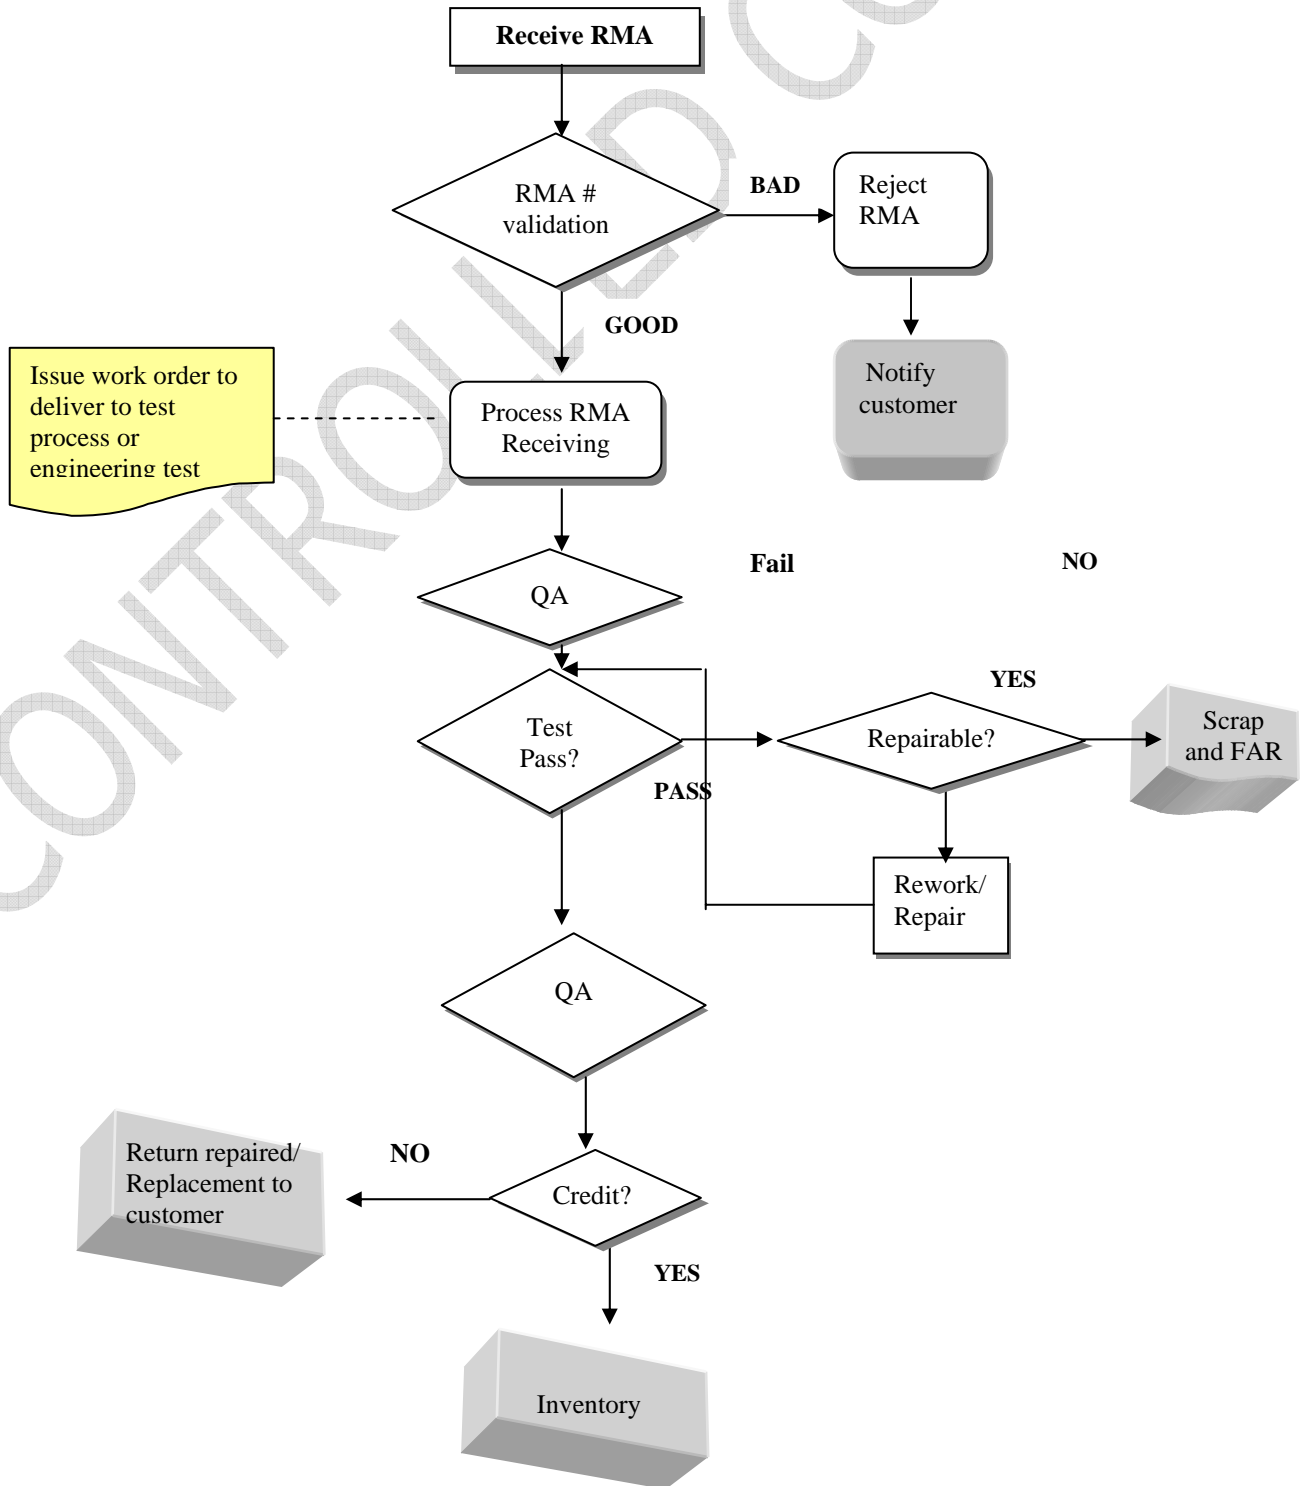 Receive RMA
RMA #
validation
BAD
Reject
RMA
GOOD
Notify
customer
Issue work order to
deliver to test
process or
engineering test
Process RMA
Receiving
QA
Fail
NO
Test
Pass?
PASS
Repairable?
YES
Scrap
and FAR
Rework/
Repair
QA
Credit?
NO
Return repaired/
Replacement to
customer
YES
Inventory
CONTROLLED CO